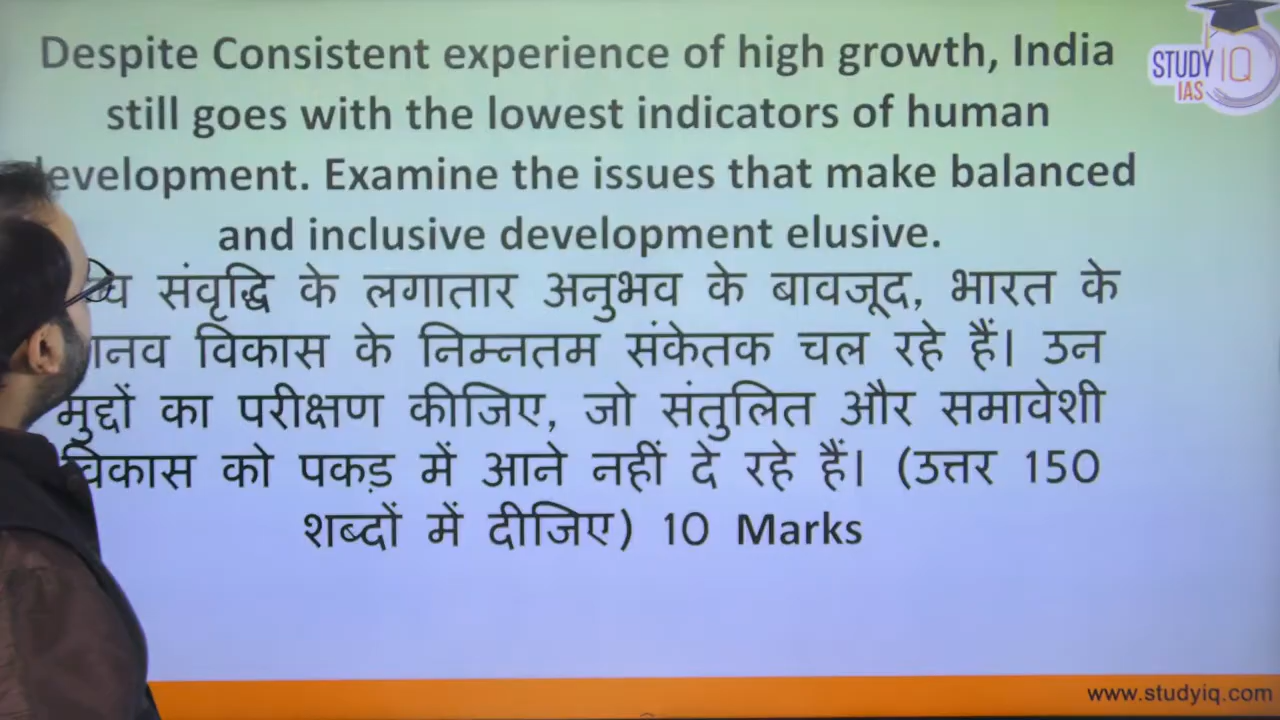 Despite Consistent experience of high growth, India
still goes with the lowest indicators of human
evelopment. Examine the issues that make balanced
and inclusive development elusive.
संवृद्धि के लगातार अनुभव के बावजूद, भारत के
विकास के निम्नतम संकेतक चल रहे हैं। उन
मुद्दों का परीक्षण कीजिए, जो संतुलित और समावेशी
विकास को पकड़ में आने नहीं दे रहे हैं। (उत्तर 150
शब्दों में दीजिए) 10 Marks
STUDY IQ
IAS
www.studyiq.com